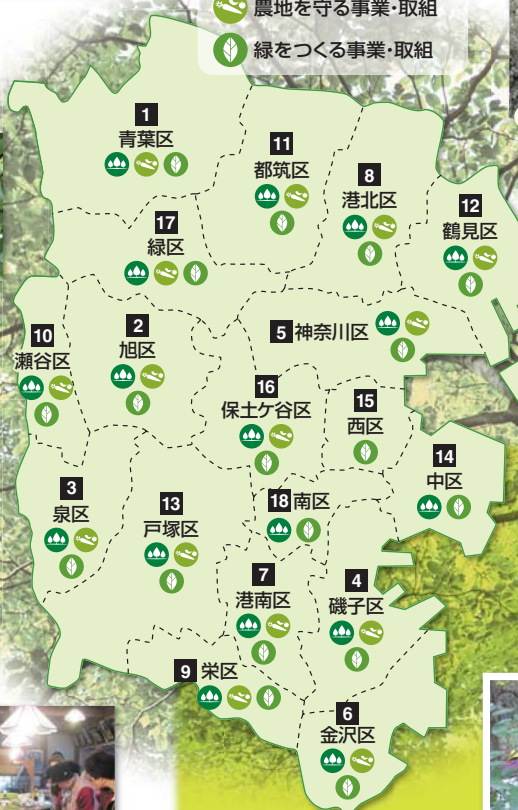 農地を守る事業・取組
緑をつくる事業・取組
1
青葉区
11
都筑区
8
港北区
12
鶴見区
17
緑区
10
瀬谷区
2
旭区
5 神奈川区
16
保土ケ谷区
15
西区
14
中区
3
泉区
13
戸塚区
18 南区
7
港南区
4
磯子区
9 栄区
6
金沢区